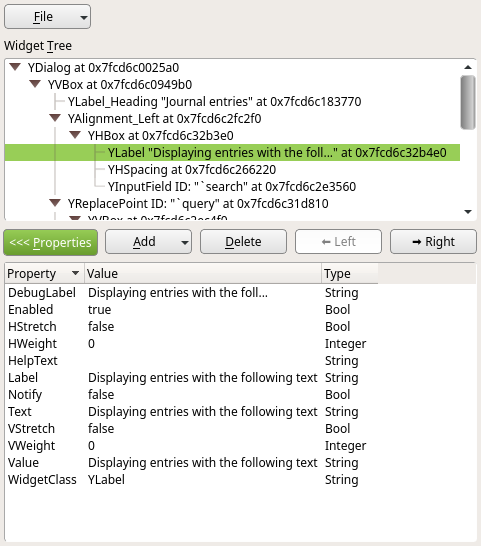 File
Widget Tree
YDialog at 0x7fcd6c0025a0
YVBox at 0x7fcd6c0949b0
YLabel_Heading "Journal entries" at 0x7fcd6c183770
YAlignment_Left at 0x7fcd6c2fc2f0
YHBox at 0x7fcd6c32b3e0
YLabel "Displaying entries with the foll..." at 0x7fcd6c32b4e0
YHSpacing at 0x7fcd6c266220
YInputField ID: "`search" at 0x7fcd6c2e3560
YReplacePoint ID: "`query" at 0x7fcd6c31d810
<<< Properties Add Delete Left Right
Property Value Type
DebugLabel Displaying entries with the foll... String
Enabled true Bool
HStretch false Bool
HWeight 0 Integer
HelpText String
Label Displaying entries with the following text String
Notify false Bool
Text Displaying entries with the following text String
VStretch false Bool
VWeight 0 Integer
Value Displaying entries with the following text String
WidgetClass YLabel String